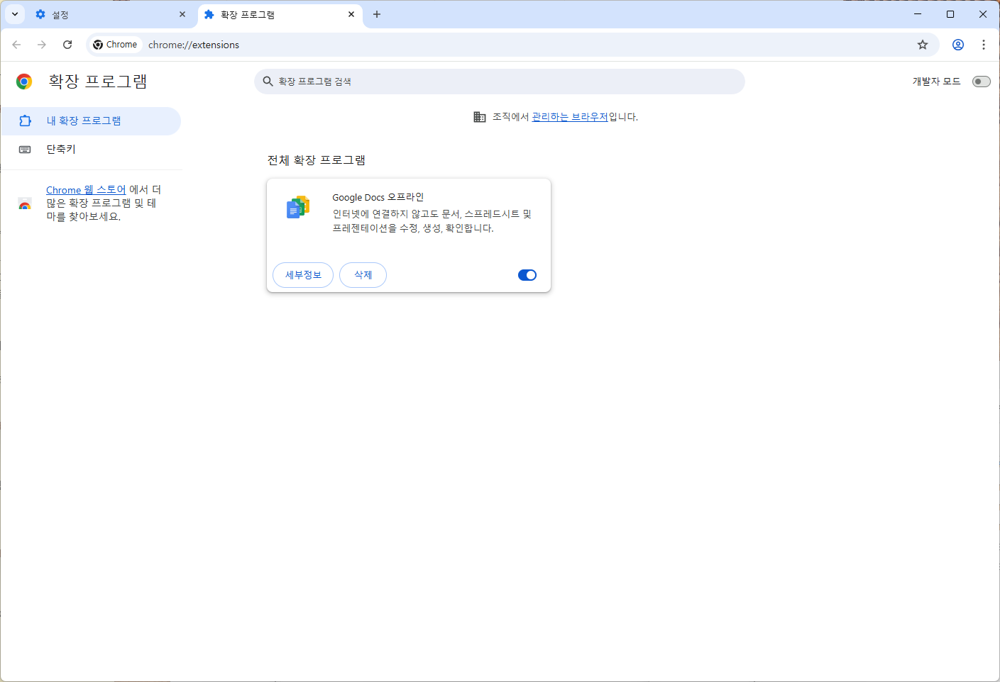 설정
확장 프로그램
Chrome
chrome://extensions
확장 프로그램
확장 프로그램 검색
개발자 모드
내 확장 프로그램
단축키
Chrome 웹 스토어 에서 더
많은 확장 프로그램 및 테
마를 찾아보세요.
조직에서 관리하는 브라우저입니다.
전체 확장 프로그램
Google Docs 오프라인
인터넷에 연결하지 않고도 문서, 스프레드시트 및
프레젠테이션을 수정, 생성, 확인합니다.
세부정보
삭제